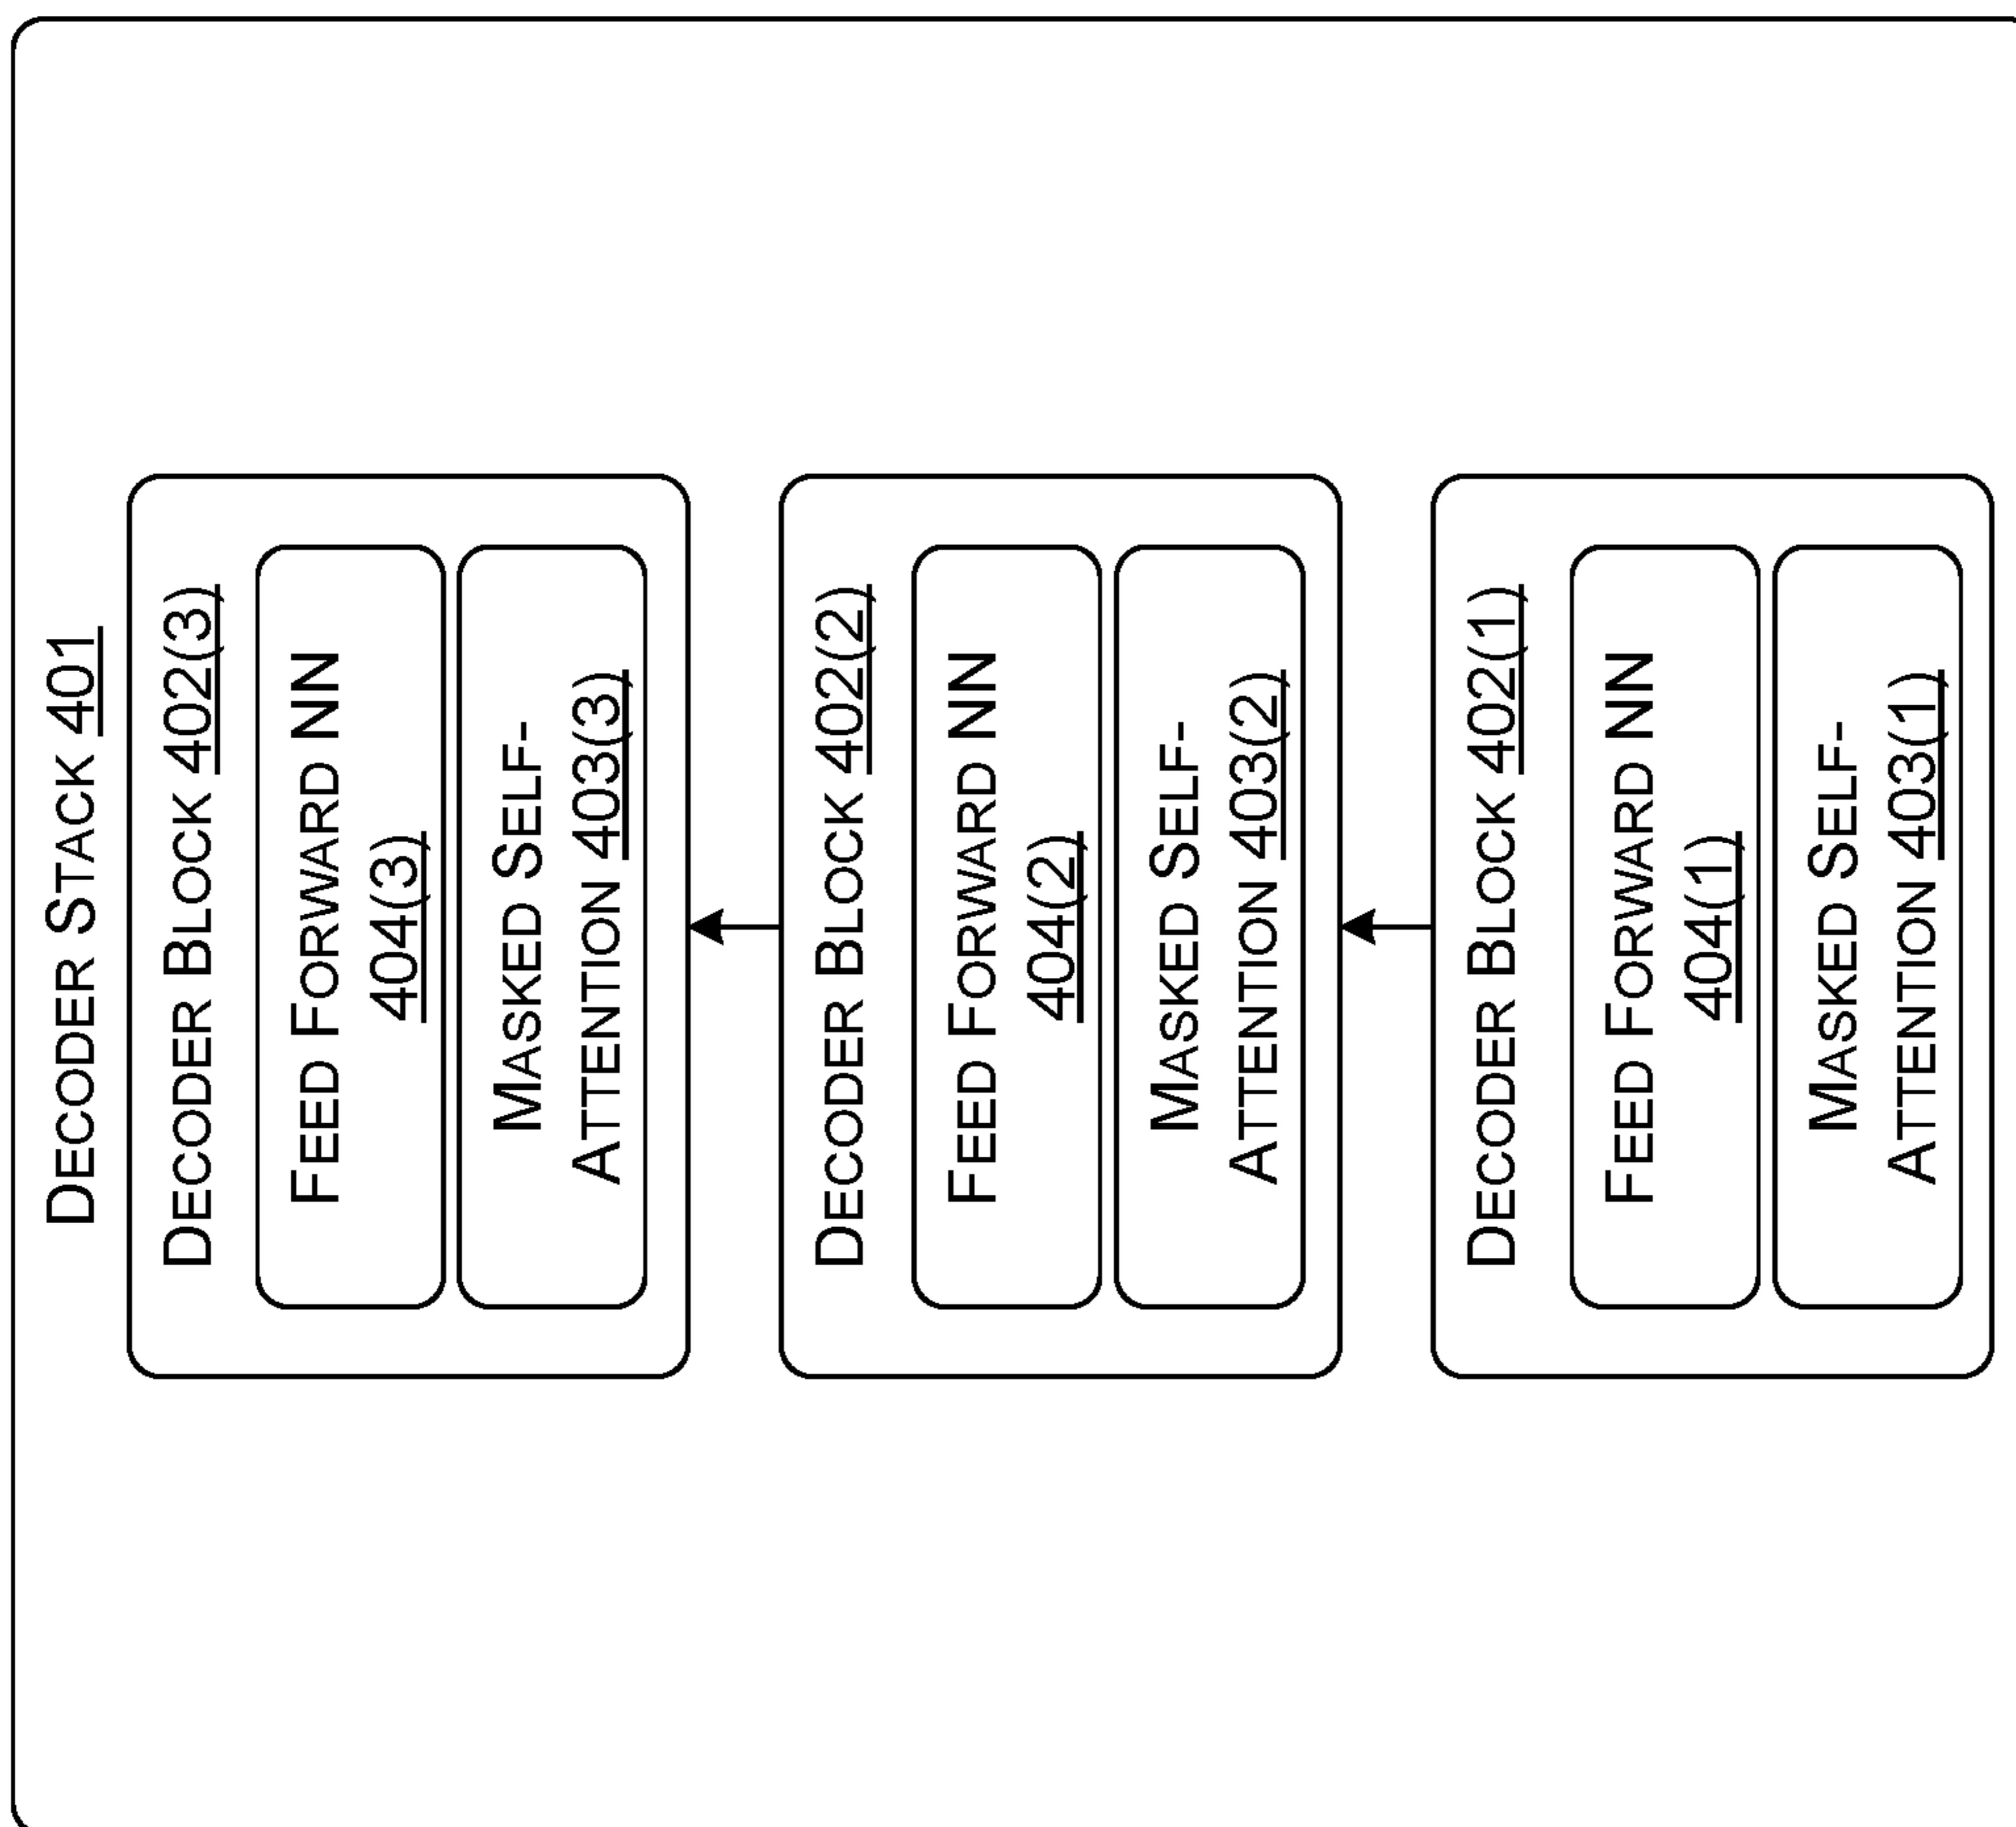 DECODER STACK 401
DECODER BLOCK 402(3)
FEED FORWARD NN
404(3)
MASKED SELF-
ATTENTION 403(3)
DECODER BLOCK 402(2)
FEED FORWARD NN
404(2)
MASKED SELF-
ATTENTION 403(2)
DECODER BLOCK 402(1)
FEED FORWARD NN
404(1)
MASKED SELF-
ATTENTION 403(1)